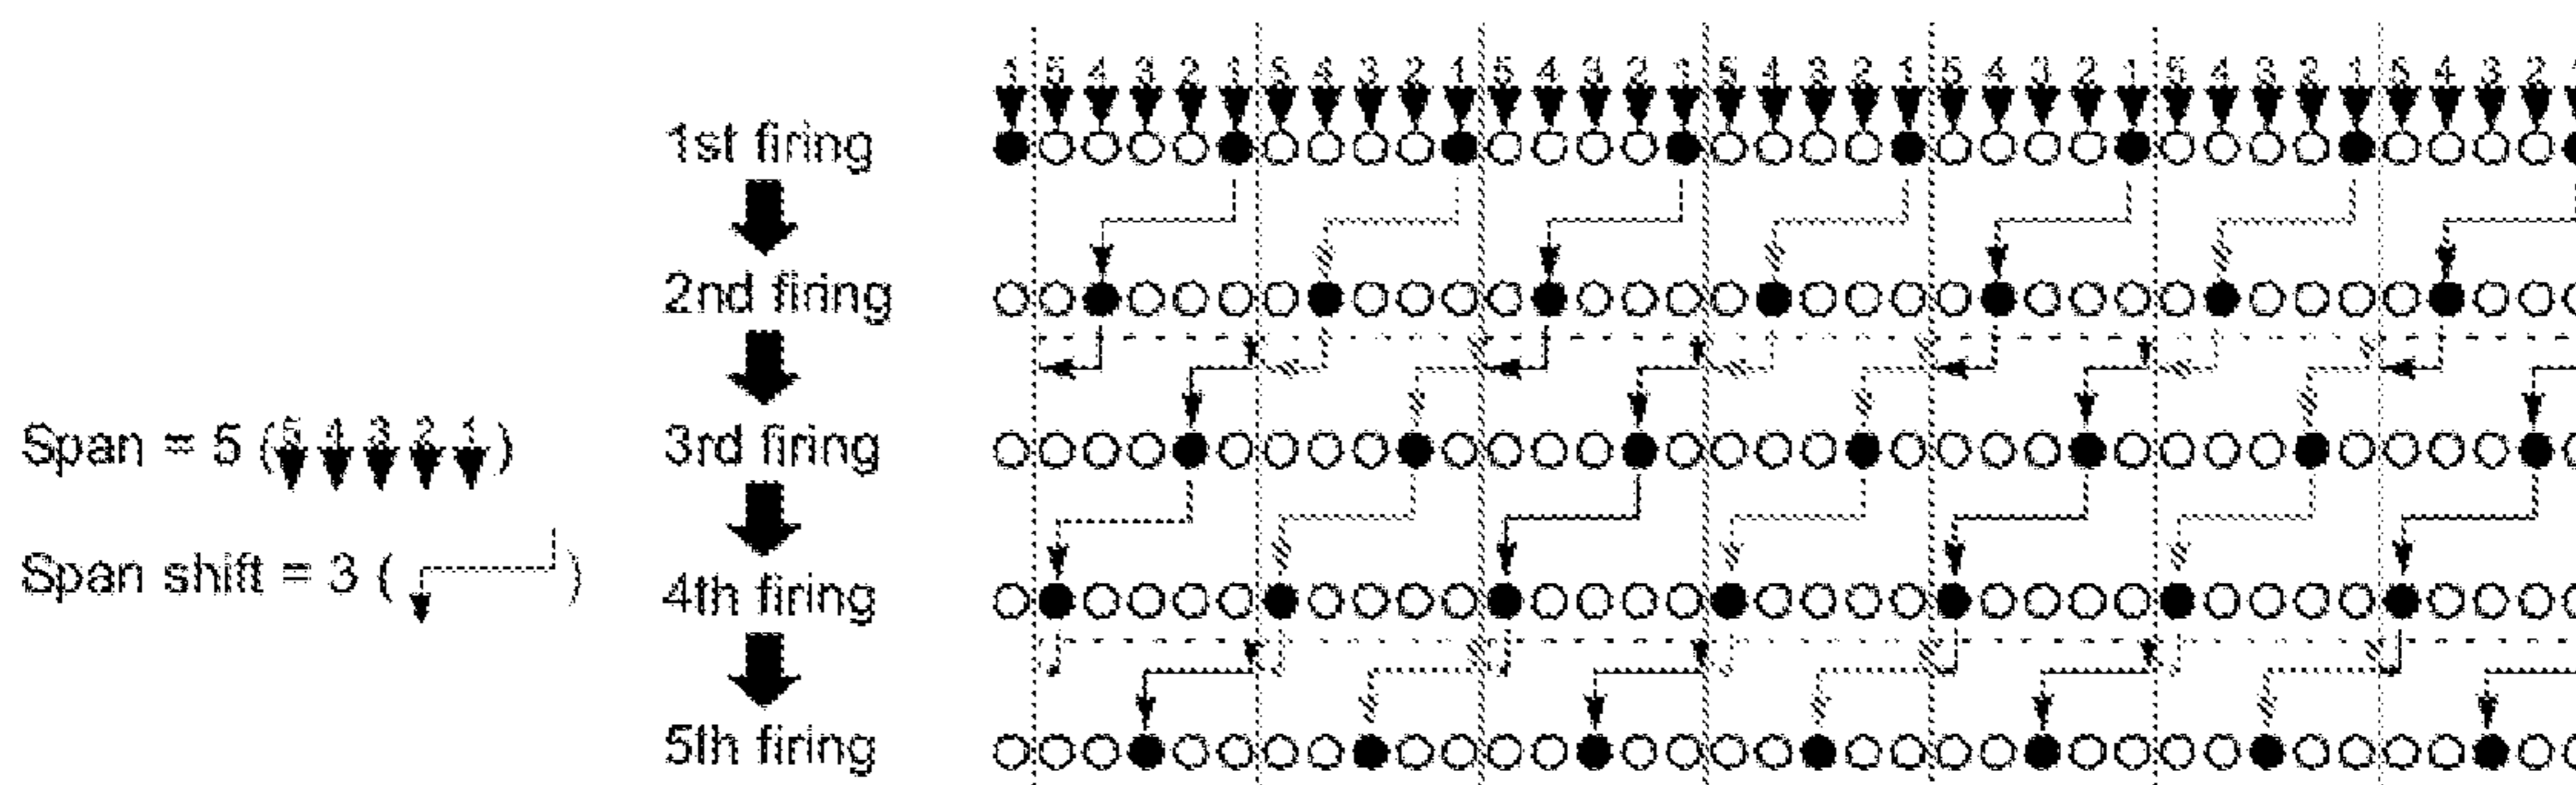 1 5 4 3 2 1 5 4 3 2 1 5 4 3 2 1 5 4 3 2 1 5 4 3 2 1 5 4 3 2 1 5 4 3 2
1st firing
2nd firing
3rd firing
4th firing
5th firing
Span = 5 (5 4 3 2 1)
Span shift = 3 ( )